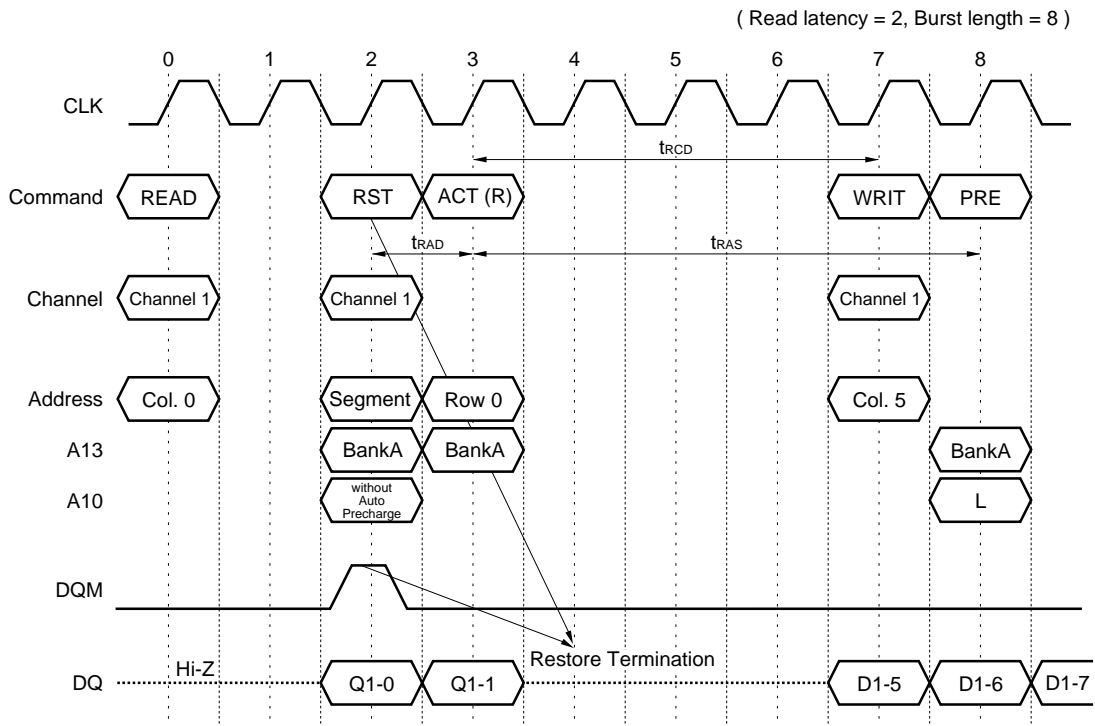 ( Read latency = 2, Burst length = 8 )
0 1 2 3 4 5 6 7 8
CLK
tRCD
Command READ RST ACT (R) WRIT PRE
tRAD tRAS
Channel Channel 1 Channel 1 Channel 1
Address Col. 0 Segment Row 0 Col. 5
A13 BankA BankA BankA
A10 without Auto Precharge L
DQM
Restore Termination
Hi-Z
DQ Q1-0 Q1-1 D1-5 D1-6 D1-7